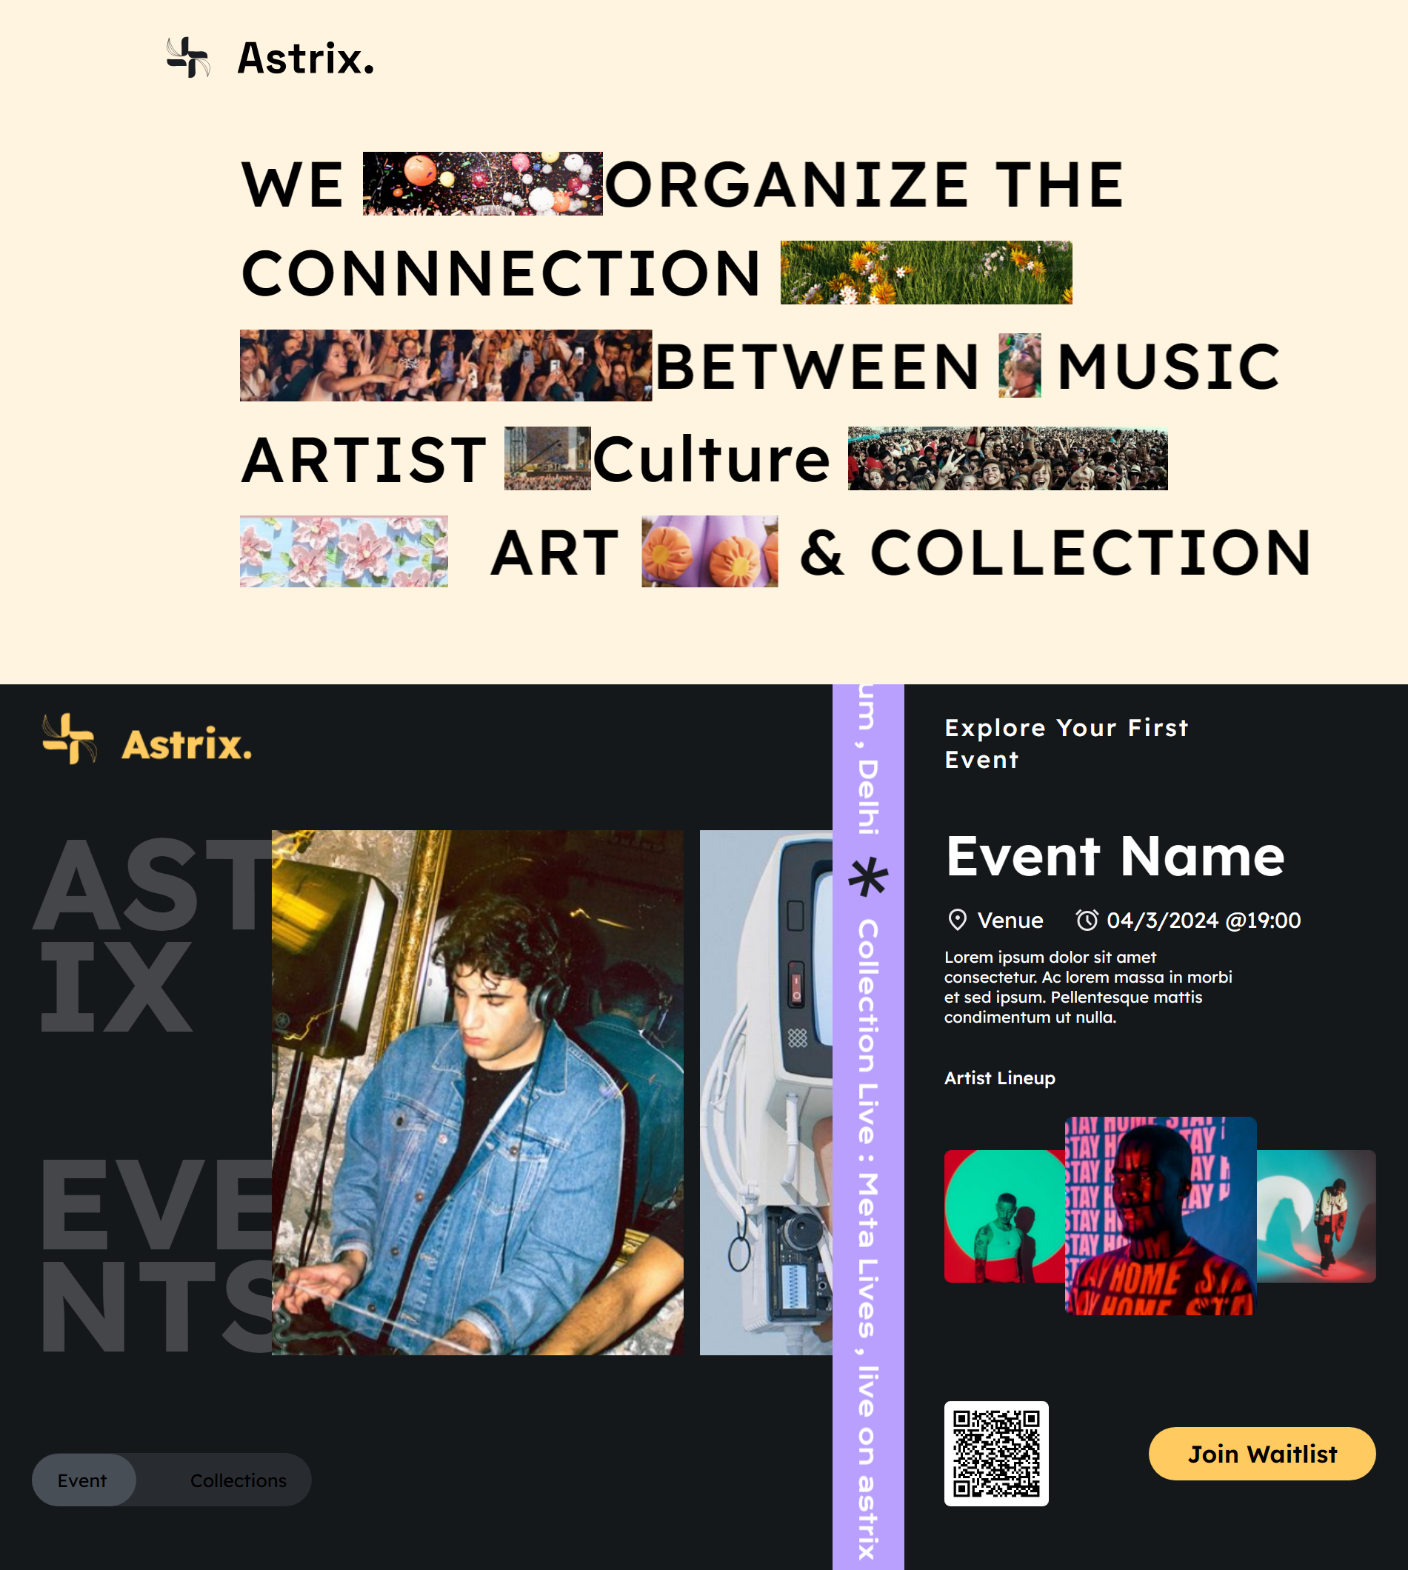 Astrix.
WE ORGANIZE THE
CONNNECTION
BETWEEN MUSIC
ARTIST Culture
ART & COLLECTION
Astrix.
AST
IX
EVE
NTS
Event Collections
um , Delhi * Collection Live : Meta Lives , live on astrix
Explore Your First
Event
Event Name
Venue 04/3/2024 @19:00
Lorem ipsum dolor sit amet
consectetur. Ac lorem massa in morbi
et sed ipsum. Pellentesque mattis
condimentum ut nulla.
Artist Lineup
STAY HOME STAY
Join Waitlist